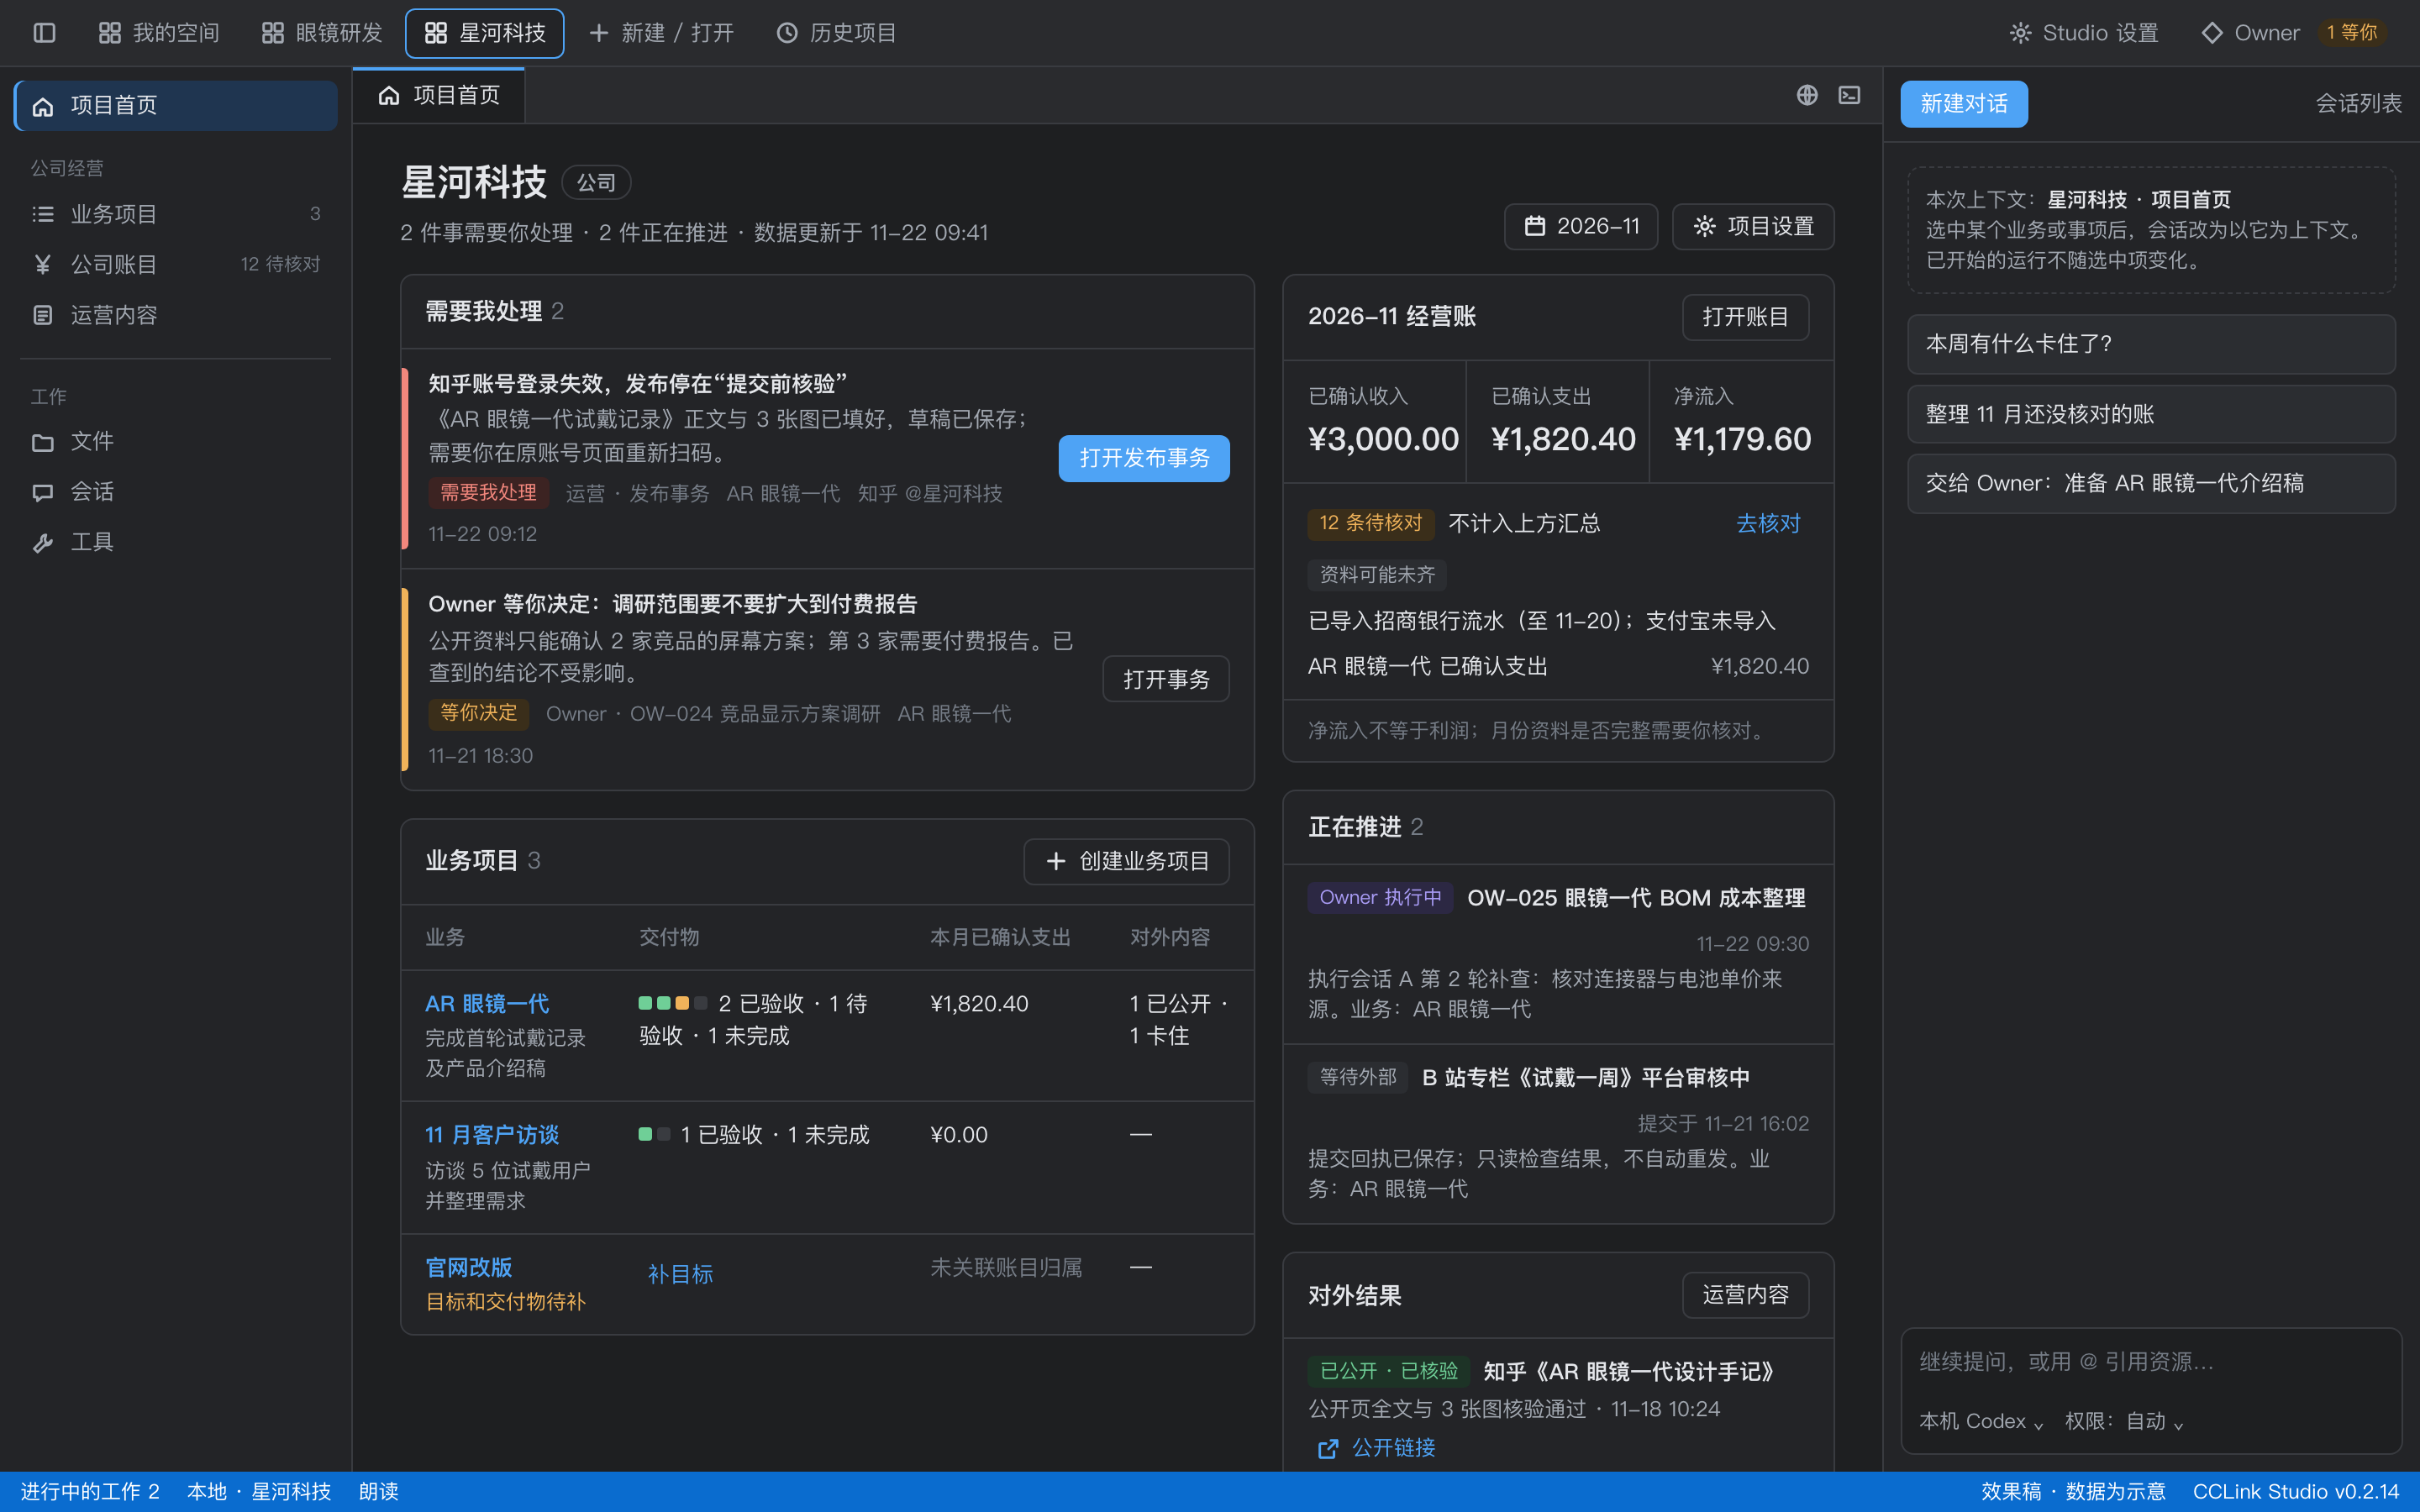 我的空间
眼镜研发
星河科技
新建 / 打开
历史项目
Studio 设置
Owner
1 等你
项目首页
公司经营
业务项目 3
公司账目 12 待核对
运营内容
工作
文件
会话
工具
项目首页
星河科技 公司
2 件事需要你处理 · 2 件正在推进 · 数据更新于 11-22 09:41
2026-11
项目设置
需要我处理 2
知乎账号登录失效，发布停在“提交前核验”
《AR 眼镜一代试戴记录》正文与 3 张图已填好，草稿已保存；
需要你在原账号页面重新扫码。
打开发布事务
需要我处理 运营 · 发布事务 AR 眼镜一代 知乎 @星河科技
11-22 09:12
Owner 等你决定：调研范围要不要扩大到付费报告
公开资料只能确认 2 家竞品的屏幕方案；第 3 家需要付费报告。已
查到的结论不受影响。
打开事务
等你决定 Owner · OW-024 竞品显示方案调研 AR 眼镜一代
11-21 18:30
业务项目 3
创建业务项目
业务 交付物 本月已确认支出 对外内容
AR 眼镜一代
完成首轮试戴记录
及产品介绍稿
2 已验收 · 1 待
验收 · 1 未完成
¥1,820.40
1 已公开 ·
1 卡住
11 月客户访谈
访谈 5 位试戴用户
并整理需求
1 已验收 · 1 未完成
¥0.00
—
官网改版
目标和交付物待补
补目标
未关联账目归属
—
2026-11 经营账
打开账目
已确认收入
¥3,000.00
已确认支出
¥1,820.40
净流入
¥1,179.60
12 条待核对 不计入上方汇总 去核对
资料可能未齐
已导入招商银行流水（至 11-20）；支付宝未导入
AR 眼镜一代 已确认支出 ¥1,820.40
净流入不等于利润；月份资料是否完整需要你核对。
正在推进 2
Owner 执行中 OW-025 眼镜一代 BOM 成本整理
11-22 09:30
执行会话 A 第 2 轮补查：核对连接器与电池单价来
源。业务：AR 眼镜一代
等待外部 B 站专栏《试戴一周》平台审核中
提交于 11-21 16:02
提交回执已保存；只读检查结果，不自动重发。业
务：AR 眼镜一代
对外结果
运营内容
已公开 · 已核验 知乎《AR 眼镜一代设计手记》
公开页全文与 3 张图核验通过 · 11-18 10:24
公开链接
新建对话
会话列表
本次上下文：星河科技 · 项目首页
选中某个业务或事项后，会话改为以它为上下文。
已开始的运行不随选中项变化。
本周有什么卡住了？
整理 11 月还没核对的账
交给 Owner：准备 AR 眼镜一代介绍稿
继续提问，或用 @ 引用资源…
本机 Codex 权限：自动
进行中的工作 2 本地 · 星河科技 朗读
效果稿 · 数据为示意 CCLink Studio v0.2.14